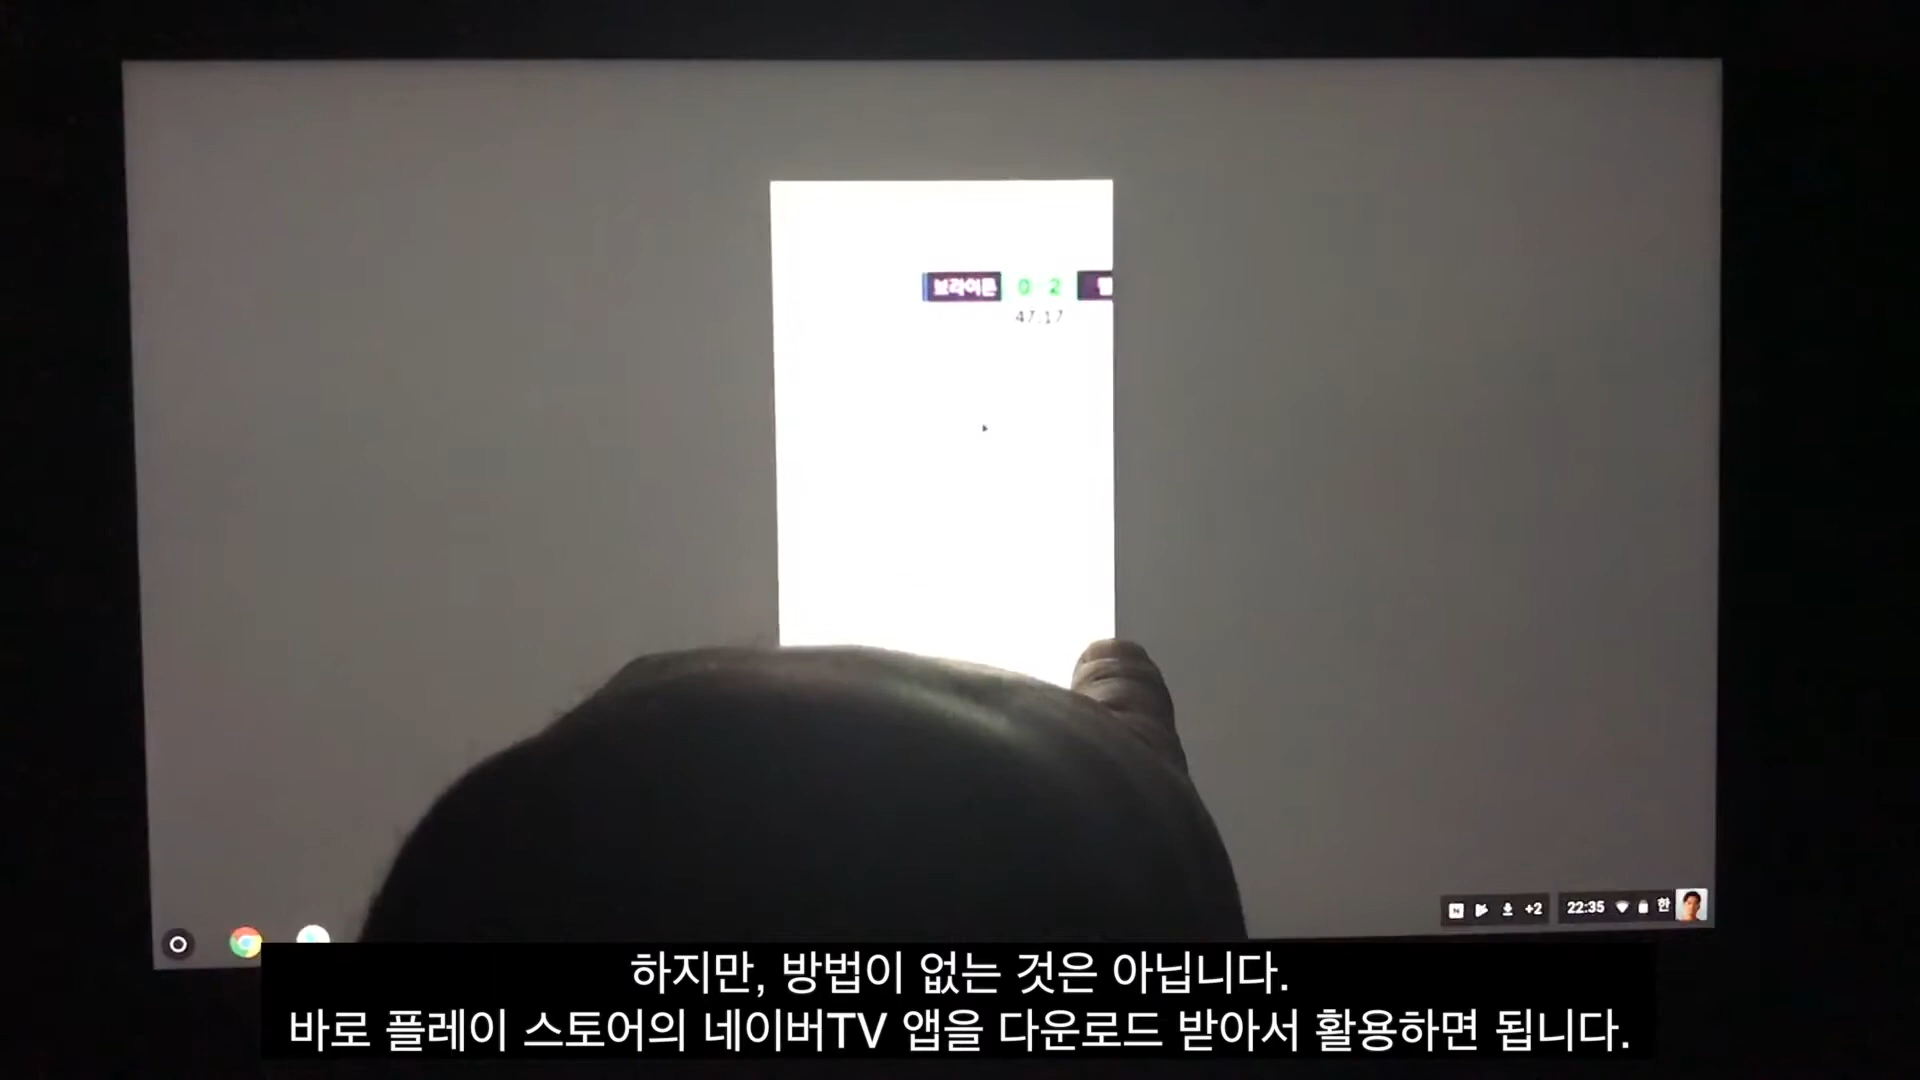 브라이튼
0 2
47:17
+2
22:35
한
하지만, 방법이 없는 것은 아닙니다.
바로 플레이 스토어의 네이버TV 앱을 다운로드 받아서 활용하면 됩니다.